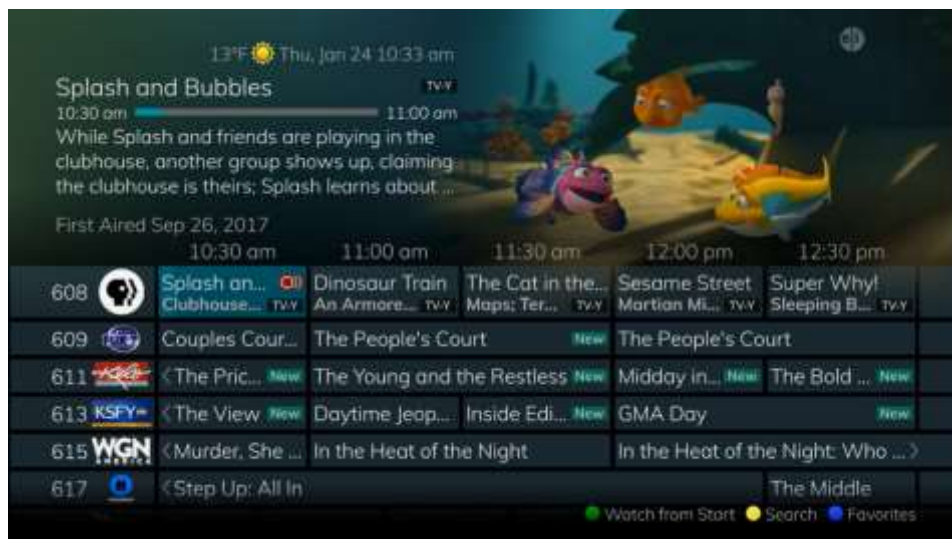 13°F Thu, Jan 24 10:33 am
Splash and Bubbles TV-Y
10:30 am 11:00 am
While Splash and friends are playing in the
clubhouse, another group shows up, claiming
the clubhouse is theirs; Splash learns about ...
First Aired Sep 26, 2017
10:30 am 11:00 am 11:30 am 12:00 pm 12:30 pm
608 Splash an... Dinosaur Train The Cat in the... Sesame Street Super Why!
Clubhouse... TV-Y An Armore... TV-Y Maps; Ter... TV-Y Martian Mi... TV-Y Sleeping B... TV-Y
609 Couples Cour... The People's Court New The People's Court
611 <The Pric... New The Young and the Restless New Midday in... New The Bold ... New
613 KSFY <The View New Daytime Jeop... Inside Edi... New GMA Day New
615 WGN AMERICA <Murder, She ... In the Heat of the Night In the Heat of the Night: Who ...>
617 <Step Up: All In The Middle
Watch from Start Search Favorites